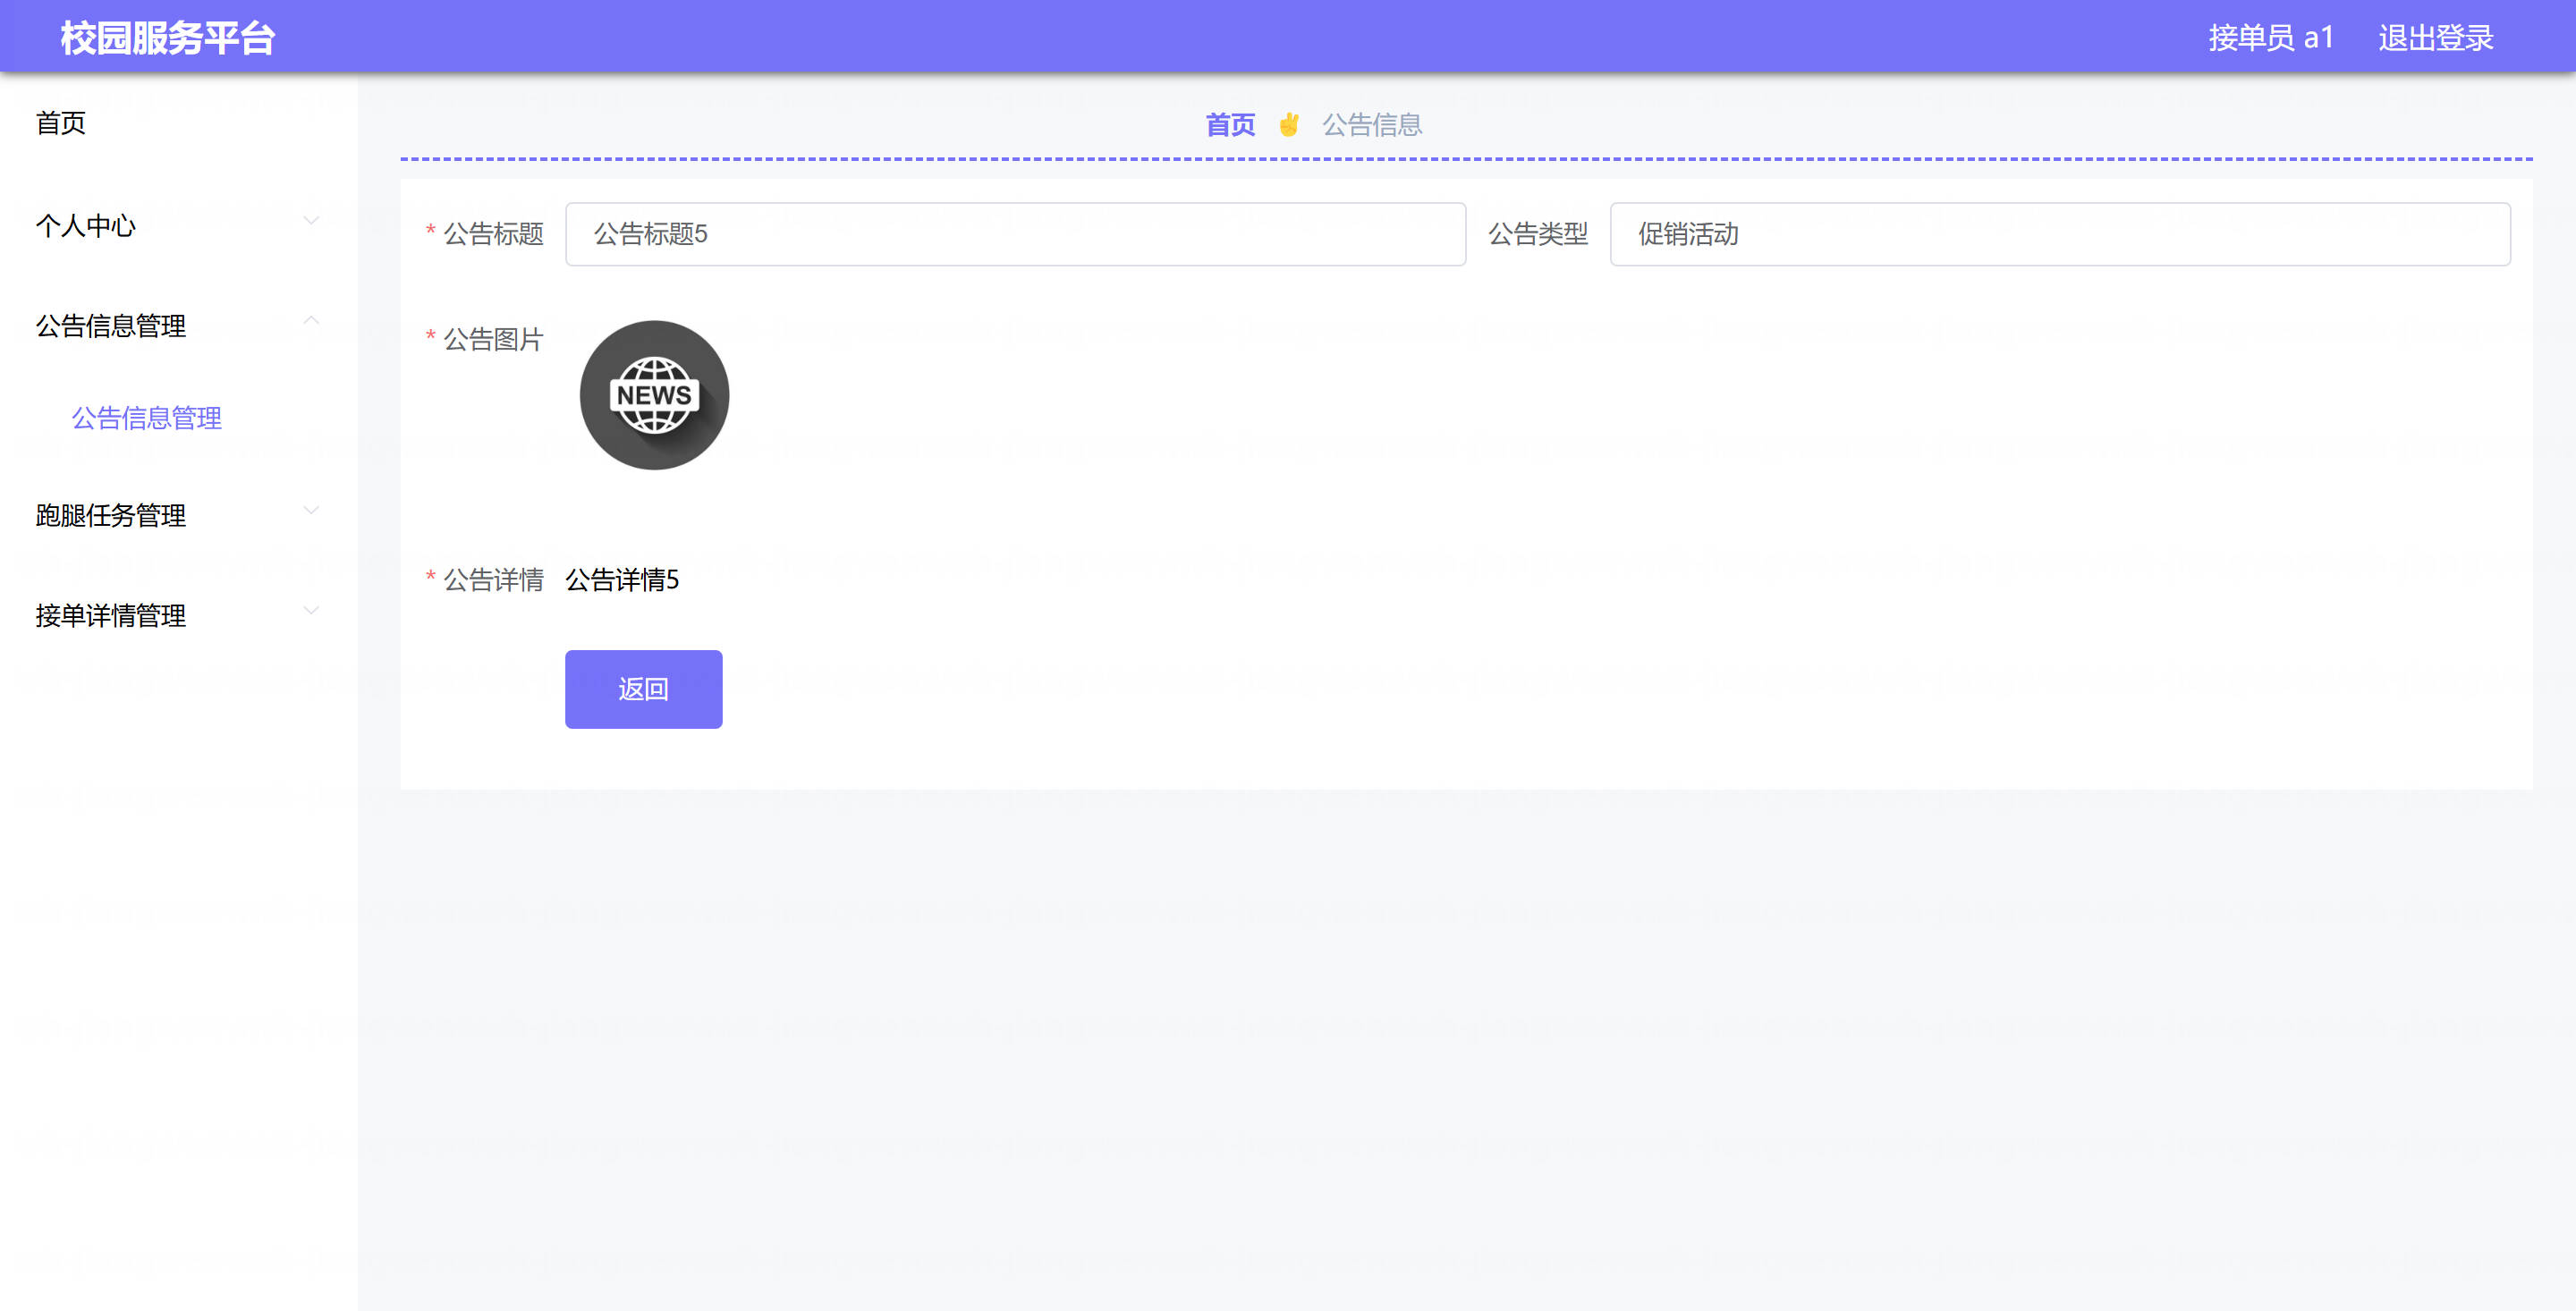 校园服务平台
接单员 a1
退出登录
首页
个人中心
公告信息管理
公告信息管理
跑腿任务管理
接单详情管理
首页 ✌ 公告信息
* 公告标题 公告标题5
公告类型 促销活动
* 公告图片
NEWS
* 公告详情 公告详情5
返回